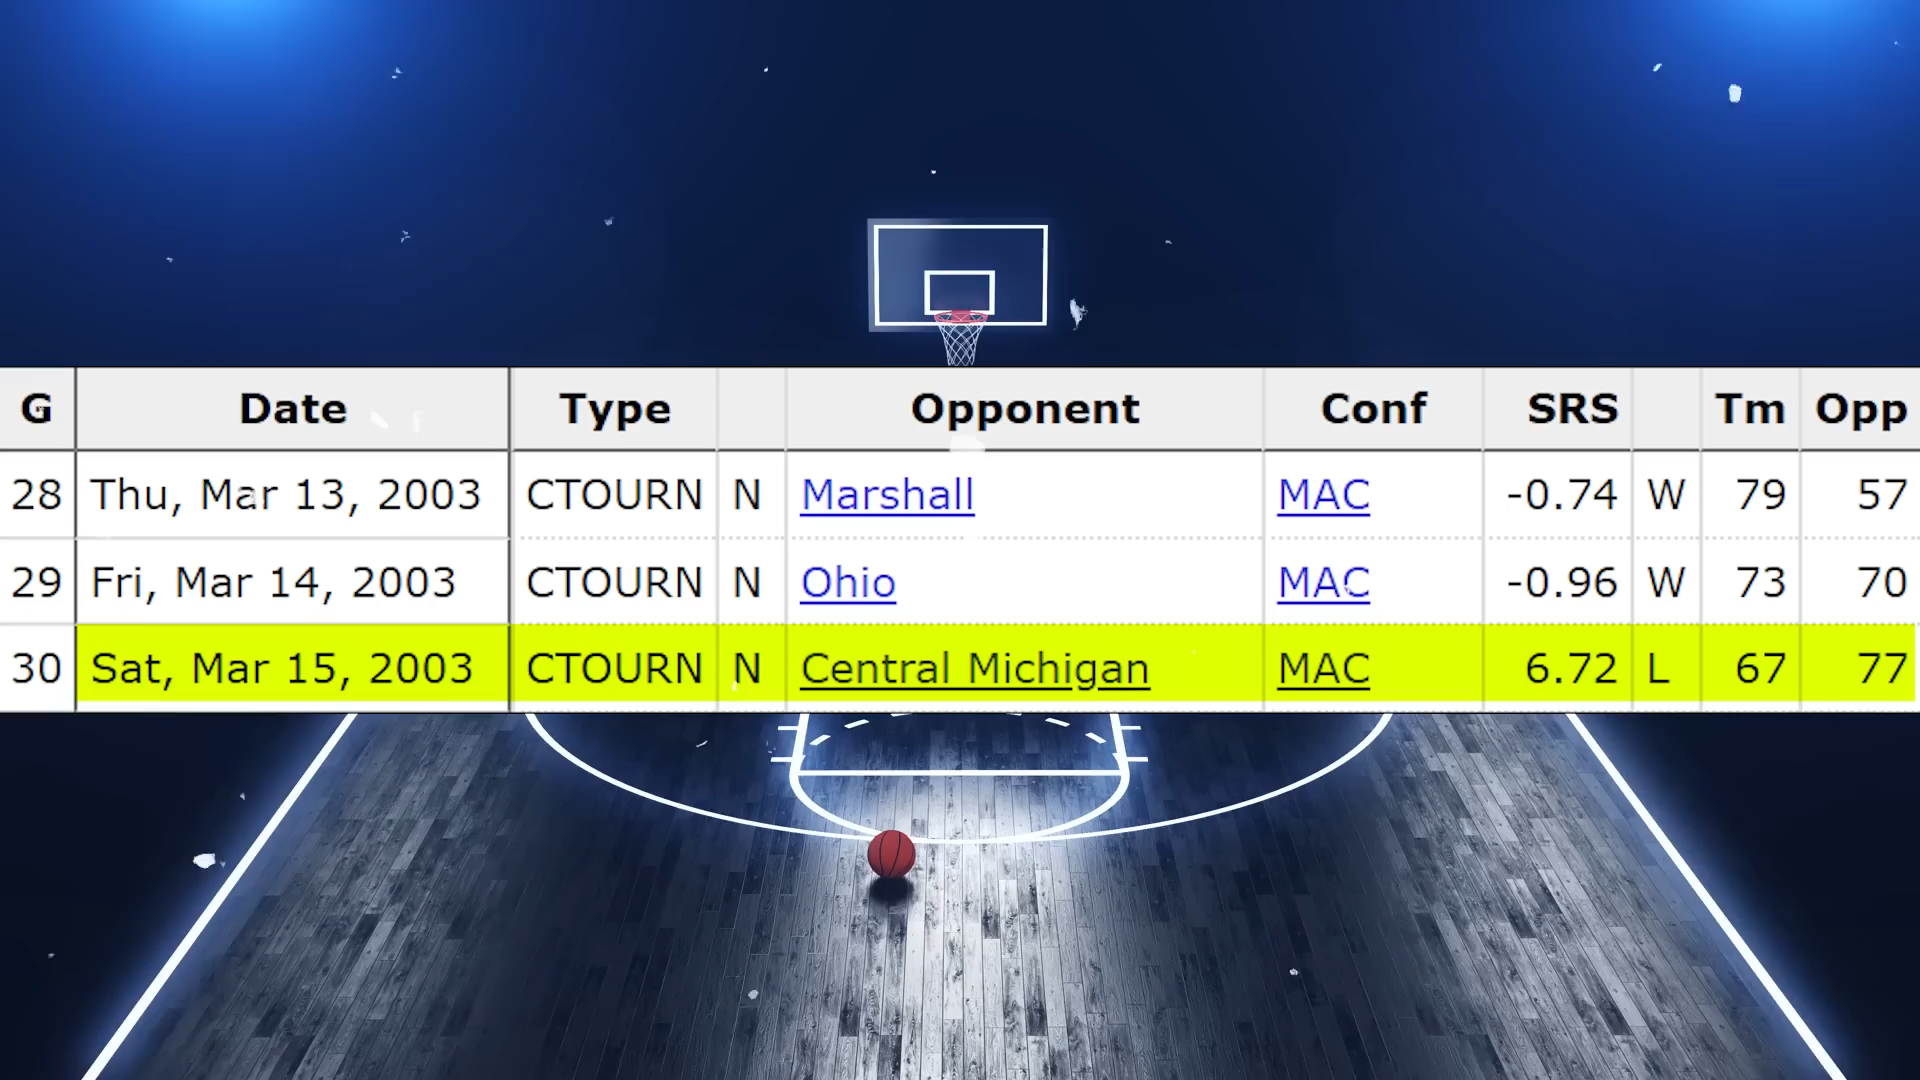 G Date Type Opponent Conf SRS Tm Opp
28 Thu, Mar 13, 2003 CTOURN N Marshall MAC -0.74 W 79 57
29 Fri, Mar 14, 2003 CTOURN N Ohio MAC -0.96 W 73 70
30 Sat, Mar 15, 2003 CTOURN N Central Michigan MAC 6.72 L 67 77